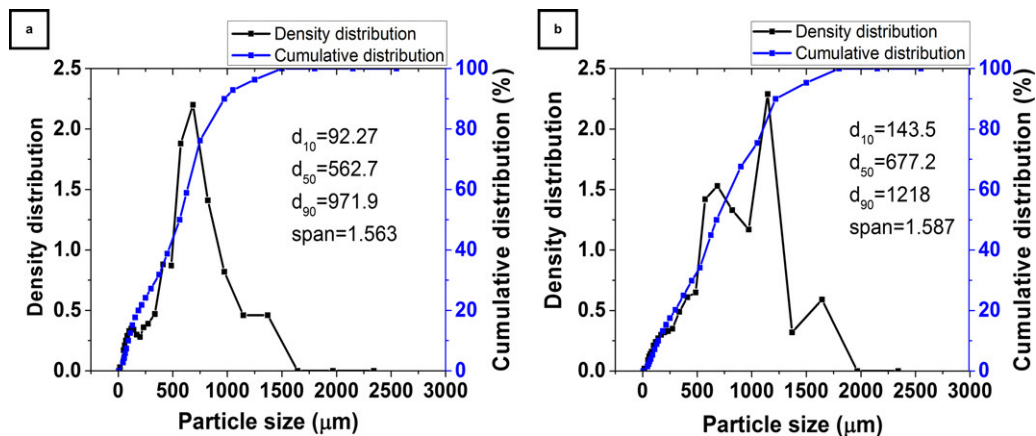 a
Density distribution
Cumulative distribution
2.5
2.0
1.5
1.0
0.5
0.0
Density distribution
100
80
60
40
20
0
Cumulative distribution (%)
d10=92.27
d50=562.7
d90=971.9
span=1.563
0 500 1000 1500 2000 2500 3000
Particle size (μm)
b
Density distribution
Cumulative distribution
2.5
2.0
1.5
1.0
0.5
0.0
Density distribution
100
80
60
40
20
0
Cumulative distribution (%)
d10=143.5
d50=677.2
d90=1218
span=1.587
0 500 1000 1500 2000 2500 3000
Particle size (μm)